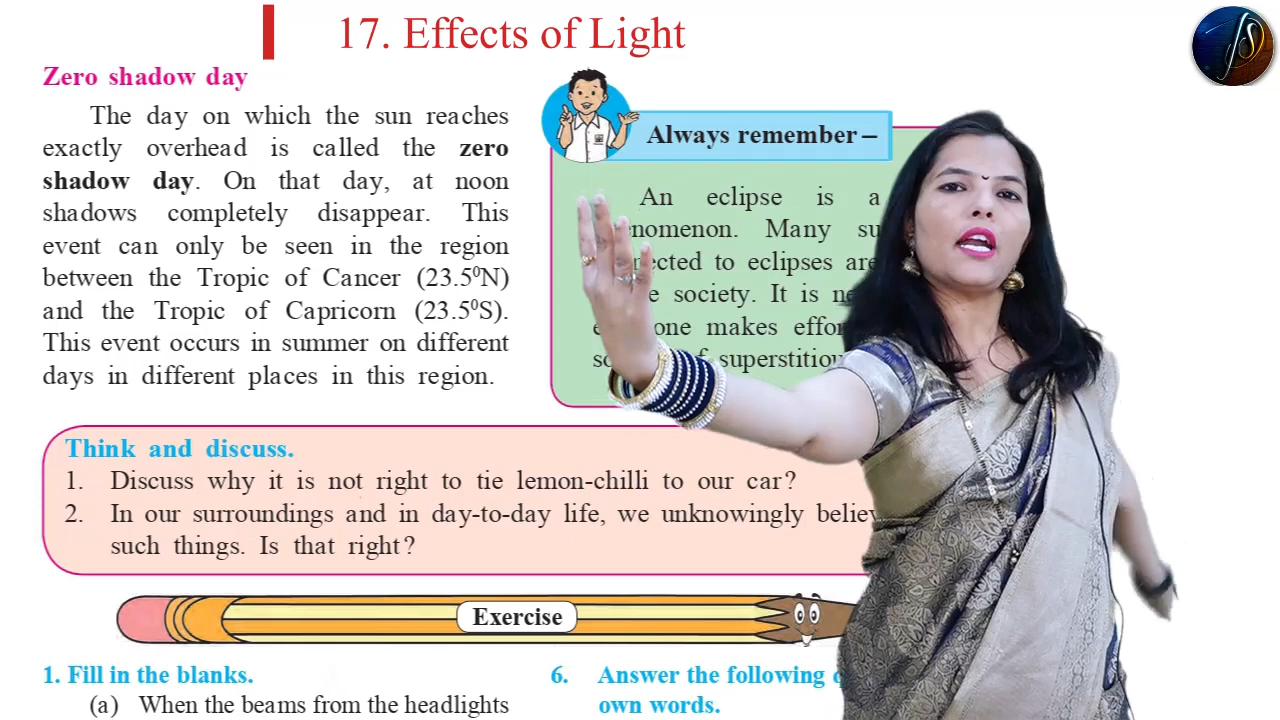 17. Effects of Light
Zero shadow day
The day on which the sun reaches
exactly overhead is called the zero
shadow day. On that day, at noon
shadows completely disappear. This
event can only be seen in the region
between the Tropic of Cancer (23.5⁰N)
and the Tropic of Capricorn (23.5⁰S).
This event occurs in summer on different
days in different places in this region.
Always remember –
An eclipse is a
nomenon. Many su
ected to eclipses are
society. It is ne
one makes effor
of superstitiou
Think and discuss.
1. Discuss why it is not right to tie lemon-chilli to our car?
2. In our surroundings and in day-to-day life, we unknowingly believ
such things. Is that right?
Exercise
1. Fill in the blanks.
(a) When the beams from the headlights
6. Answer the following
own words.